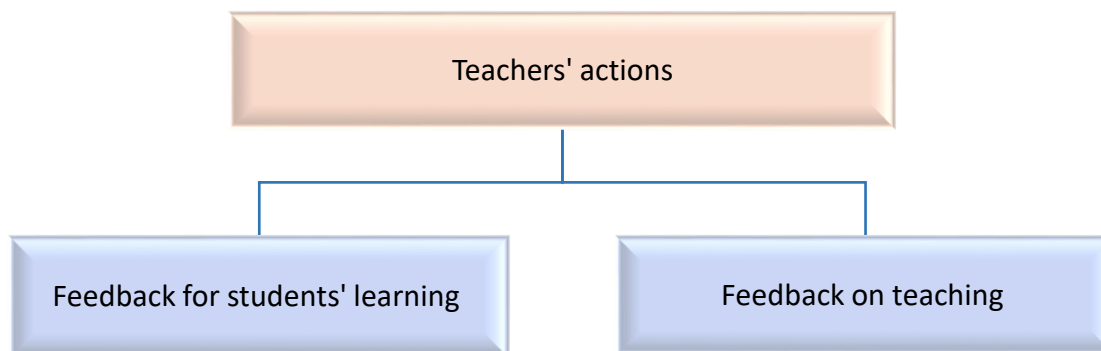 Teachers' actions
Feedback for students' learning
Feedback on teaching